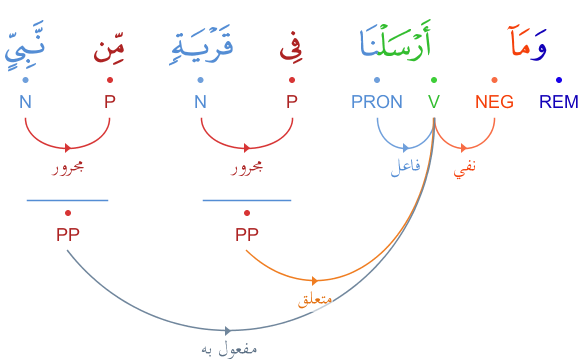 وَمَآ أَرْسَلْنَا فِى قَرْيَةٍۢ مِّن نَّبِىٍّ
REM NEG V PRON P N P N
نفي فاعل مجرور مجرور
PP PP
متعلق
مفعول به